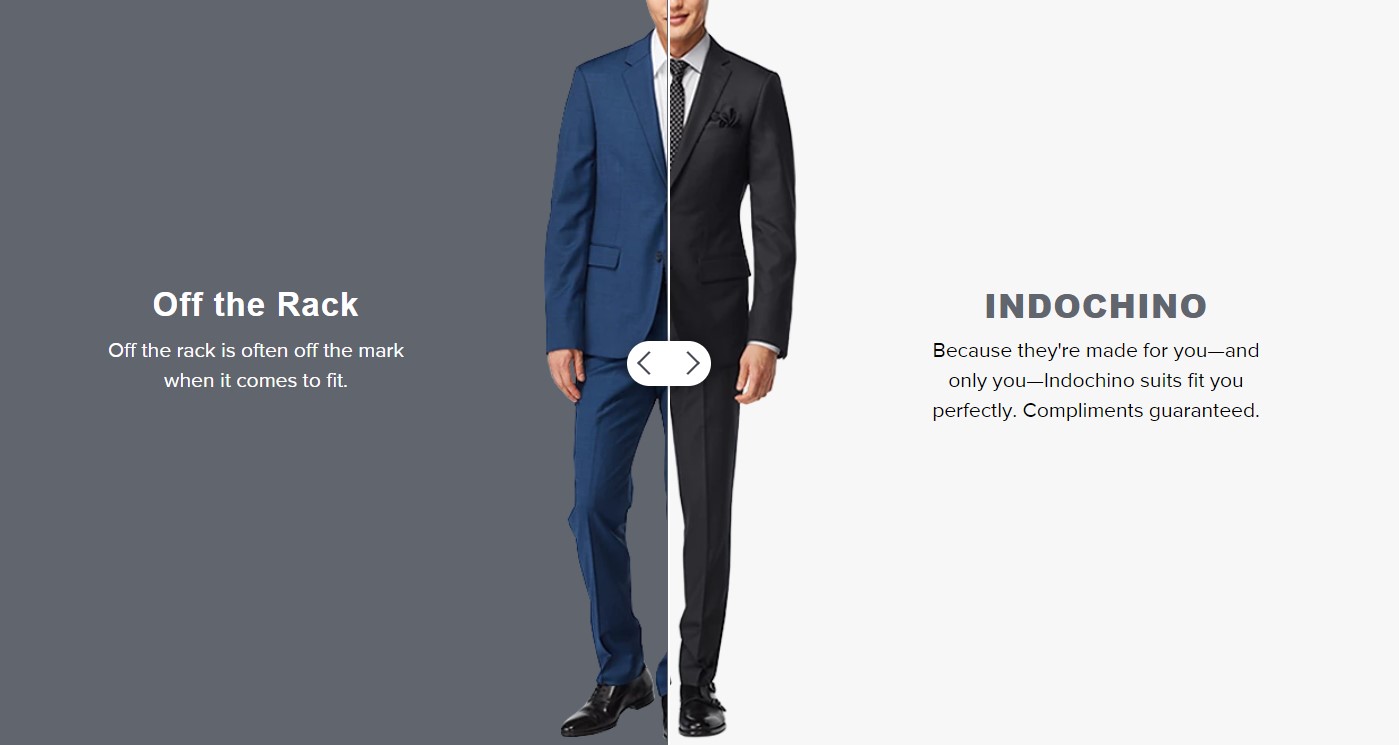 Off the Rack
Off the rack is often off the mark
when it comes to fit.
INDOCHINO
Because they're made for you—and
only you—Indochino suits fit you
perfectly. Compliments guaranteed.